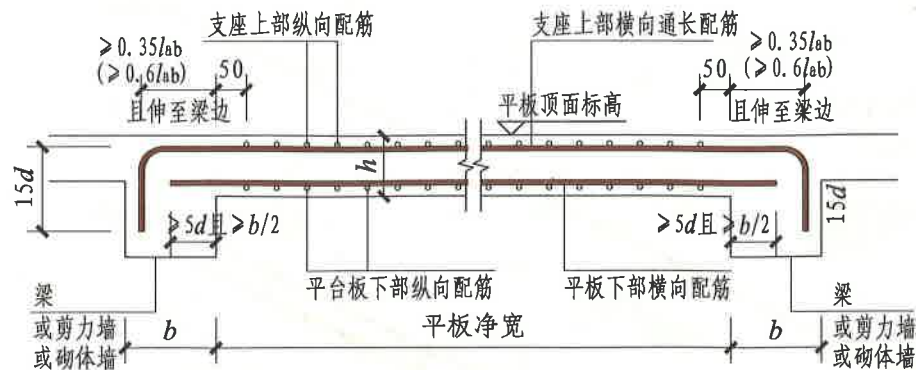 支座上部纵向配筋
支座上部横向通长配筋
≥0.35lab
(≥0.6lab)
50
且伸至梁边
≥0.35lab
50
(≥0.6lab)
且伸至梁边
平板顶面标高
h
15d
15d
≥5d且≥b/2
≥5d且≥b/2
平台板下部纵向配筋
平板下部横向配筋
梁
或剪力墙
或砌体墙
b
平板净宽
b
梁
或剪力墙
或砌体墙